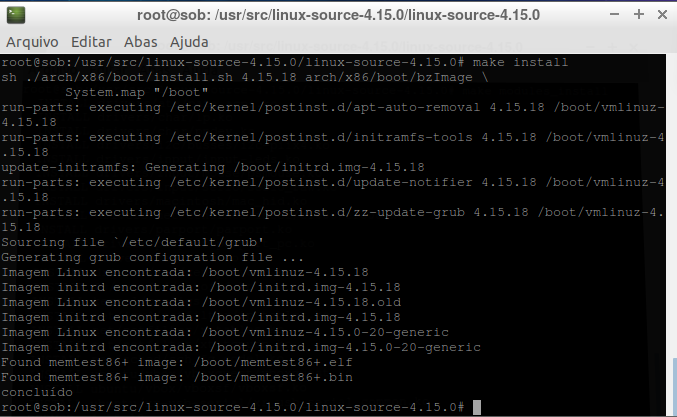 root@sob: /usr/src/linux-source-4.15.0/linux-source-4.15.0
Arquivo Editar Abas Ajuda
root@sob:/usr/src/linux-source-4.15.0/linux-source-4.15.0# make install
sh ./arch/x86/boot/install.sh 4.15.18 arch/x86/boot/bzImage \
System.map "/boot"
run-parts: executing /etc/kernel/postinst.d/apt-auto-removal 4.15.18 /boot/vmlinuz-
4.15.18
run-parts: executing /etc/kernel/postinst.d/initramfs-tools 4.15.18 /boot/vmlinuz-4
.15.18
update-initramfs: Generating /boot/initrd.img-4.15.18
run-parts: executing /etc/kernel/postinst.d/update-notifier 4.15.18 /boot/vmlinuz-4
.15.18
run-parts: executing /etc/kernel/postinst.d/zz-update-grub 4.15.18 /boot/vmlinuz-4.
15.18
Sourcing file `/etc/default/grub'
Generating grub configuration file ...
Imagem Linux encontrada: /boot/vmlinuz-4.15.18
Imagem initrd encontrada: /boot/initrd.img-4.15.18
Imagem Linux encontrada: /boot/vmlinuz-4.15.18.old
Imagem initrd encontrada: /boot/initrd.img-4.15.18
Imagem Linux encontrada: /boot/vmlinuz-4.15.0-20-generic
Imagem initrd encontrada: /boot/initrd.img-4.15.0-20-generic
Found memtest86+ image: /boot/memtest86+.elf
Found memtest86+ image: /boot/memtest86+.bin
concluído
root@sob:/usr/src/linux-source-4.15.0/linux-source-4.15.0#